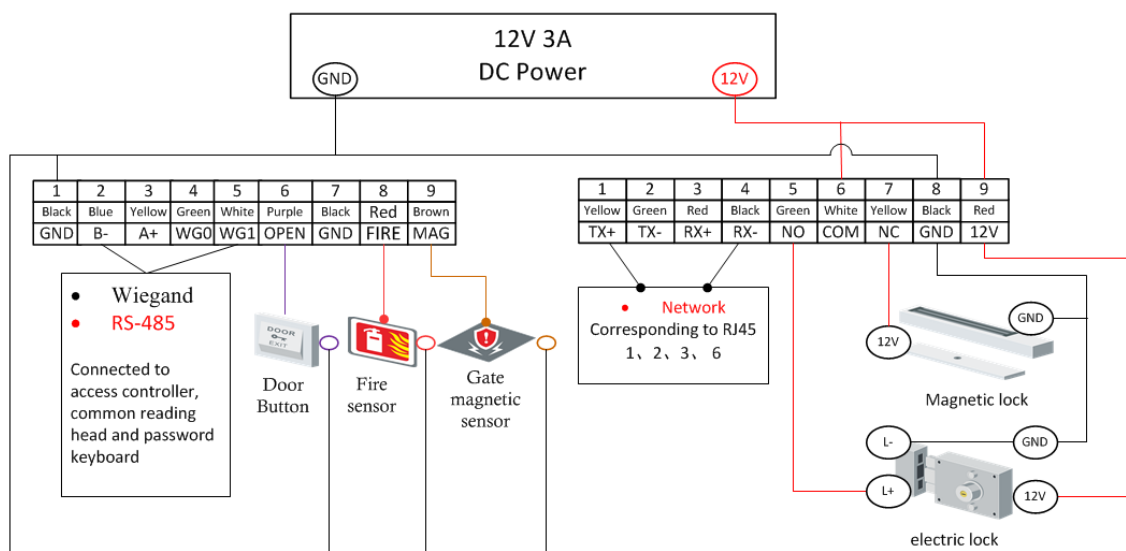 12V 3A
DC Power
GND
12V
1 2 3 4 5 6 7 8 9
Black Blue Yellow Green White Purple Black Red Brown
GND B- A+ WG0 WG1 OPEN GND FIRE MAG
1 2 3 4 5 6 7 8 9
Yellow Green Red Black Green White Yellow Black Red
TX+ TX- RX+ RX- NO COM NC GND 12V
Wiegand
RS-485
Connected to
access controller,
common reading
head and password
keyboard
DOOR
EXIT
Door
Button
Fire
sensor
Gate
magnetic
sensor
Network
Corresponding to RJ45
1、2、3、6
GND
12V
Magnetic lock
L-
GND
L+
12V
electric lock